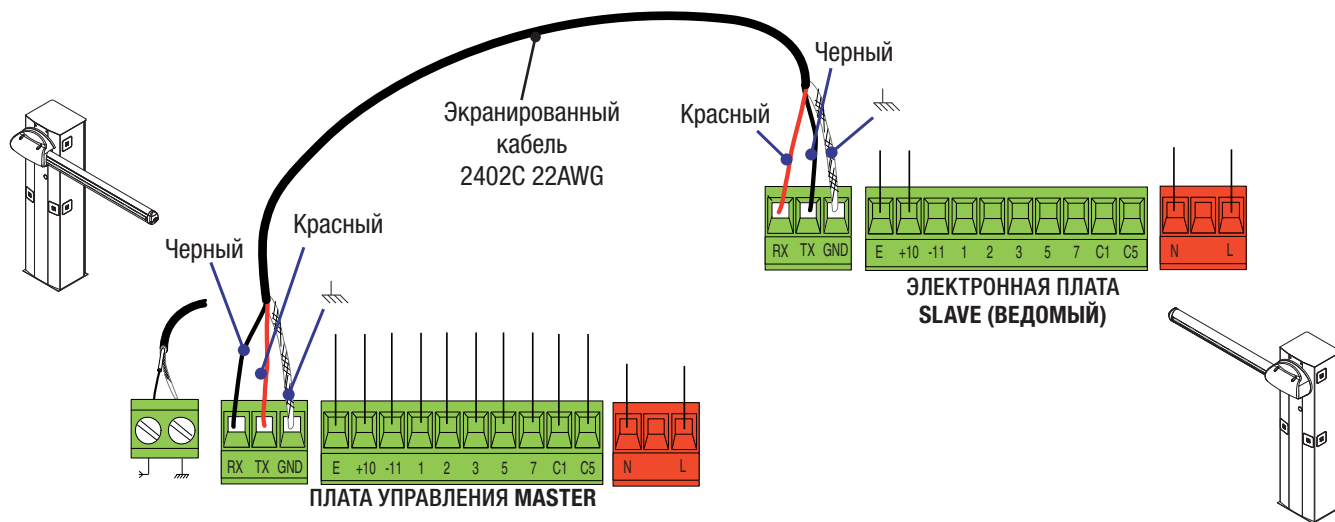 Черный
Экранированный
кабель
2402C 22AWG
Красный
RX TX GND
E +10 -11 1 2 3 5 7 C1 C5
N L
ЭЛЕКТРОННАЯ ПЛАТА
SLAVE (ВЕДОМЫЙ)
Красный
Черный
RX TX GND
E +10 -11 1 2 3 5 7 C1 C5
N L
ПЛАТА УПРАВЛЕНИЯ MASTER